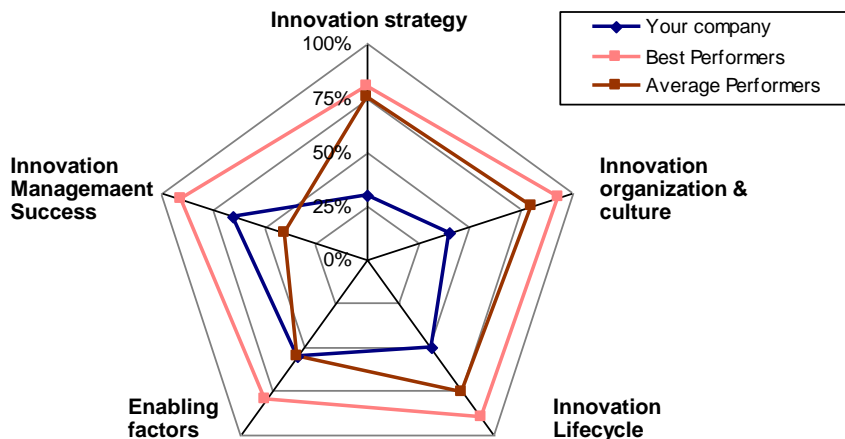 Innovation strategy
100%
75%
50%
25%
0%
Your company
Best Performers
Average Performers
Innovation
Managemaent
Success
Innovation
organization &
culture
Enabling
factors
Innovation
Lifecycle